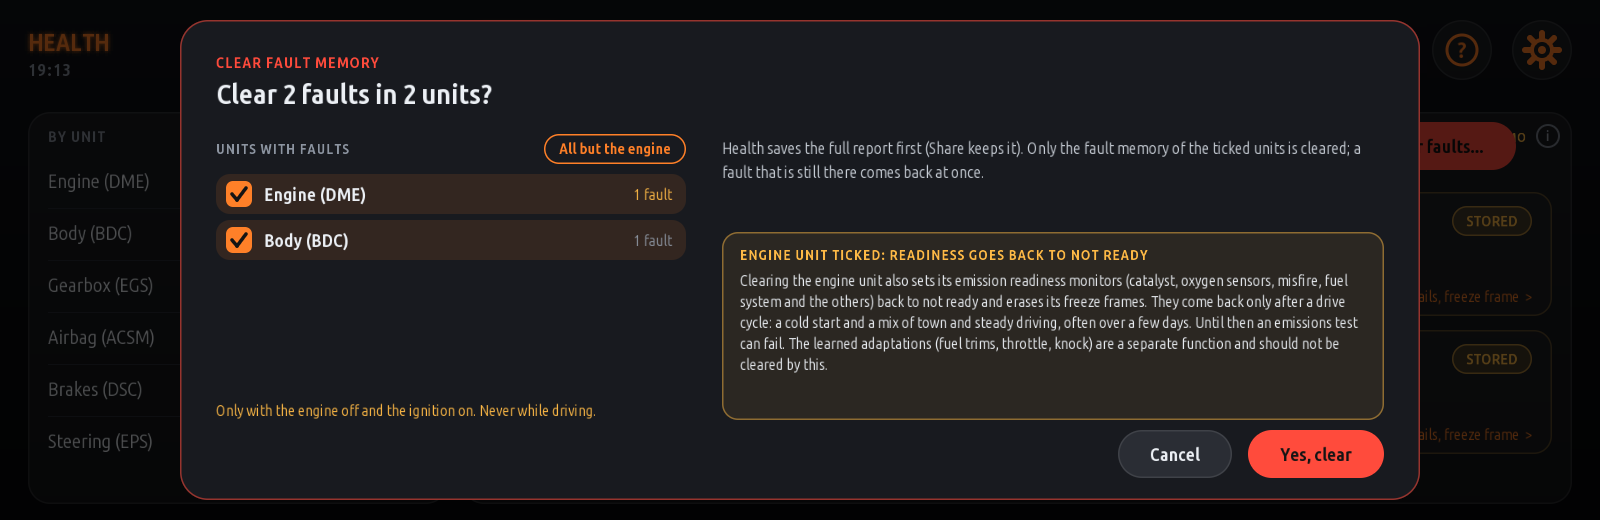 HEALTH
19:13
BY UNIT
Engine (DME)
Body (BDC)
Gearbox (EGS)
Airbag (ACSM)
Brakes (DSC)
Steering (EPS)
CLEAR FAULT MEMORY
Clear 2 faults in 2 units?
UNITS WITH FAULTS
All but the engine
Engine (DME)
1 fault
Body (BDC)
1 fault
Only with the engine off and the ignition on. Never while driving.
Health saves the full report first (Share keeps it). Only the fault memory of the ticked units is cleared; a
fault that is still there comes back at once.
ENGINE UNIT TICKED: READINESS GOES BACK TO NOT READY
Clearing the engine unit also sets its emission readiness monitors (catalyst, oxygen sensors, misfire, fuel
system and the others) back to not ready and erases its freeze frames. They come back only after a drive
cycle: a cold start and a mix of town and steady driving, often over a few days. Until then an emissions test
can fail. The learned adaptations (fuel trims, throttle, knock) are a separate function and should not be
cleared by this.
Cancel
Yes, clear
?
i
faults...
STORED
freeze frame >
STORED
freeze frame >